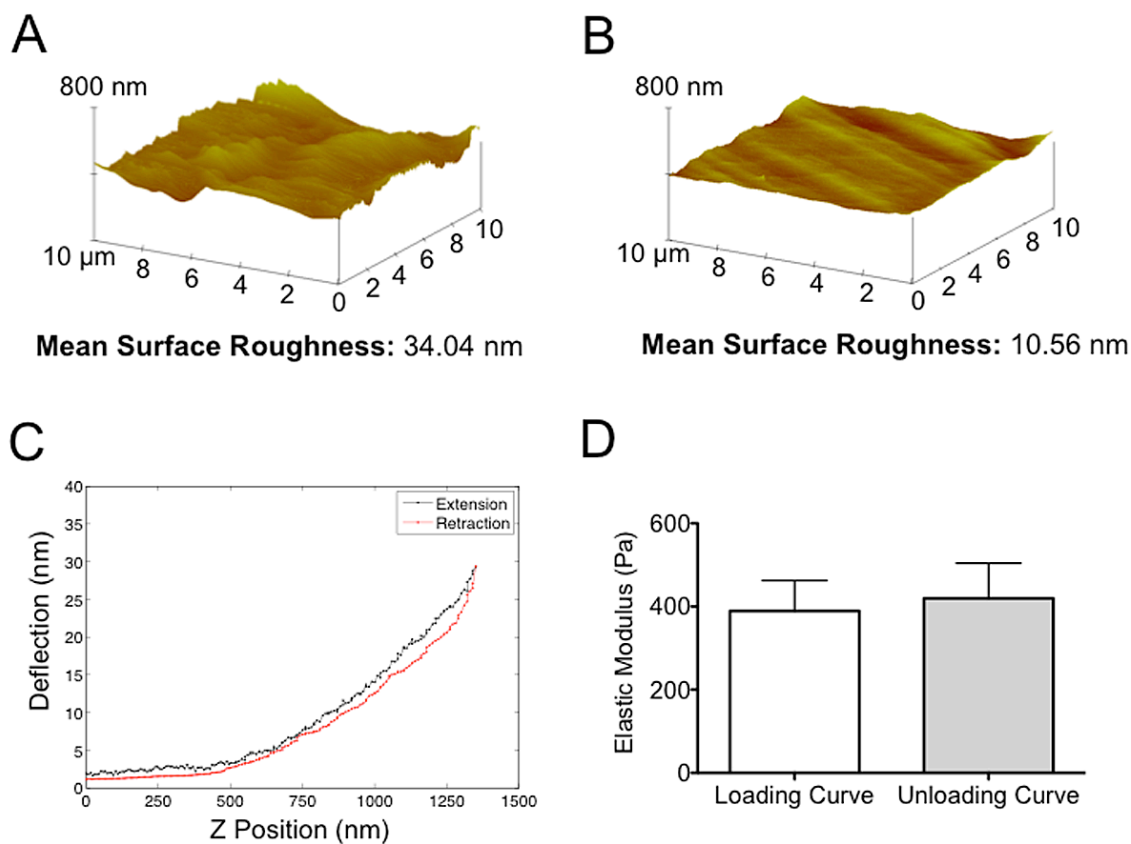 A
800 nm
10 µm
8
6
4
2
0
2
4
6
8
10
Mean Surface Roughness: 34.04 nm
B
800 nm
10 µm
8
6
4
2
0
2
4
6
8
10
Mean Surface Roughness: 10.56 nm
C
40
35
30
25
20
15
10
5
0
Deflection (nm)
Extension
Retraction
0 250 500 750 1000 1250 1500
Z Position (nm)
D
600
400
200
0
Elastic Modulus (Pa)
Loading Curve Unloading Curve